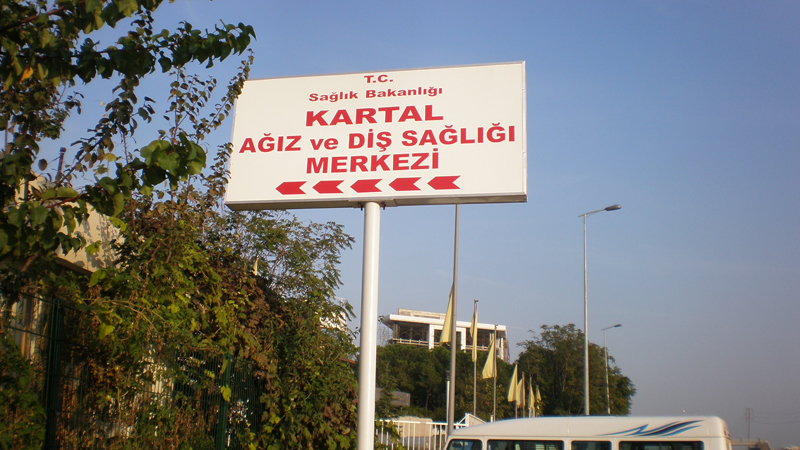 T.C.
Sağlık Bakanlığı
KARTAL
AĞIZ ve DİŞ SAĞLIĞI
MERKEZİ